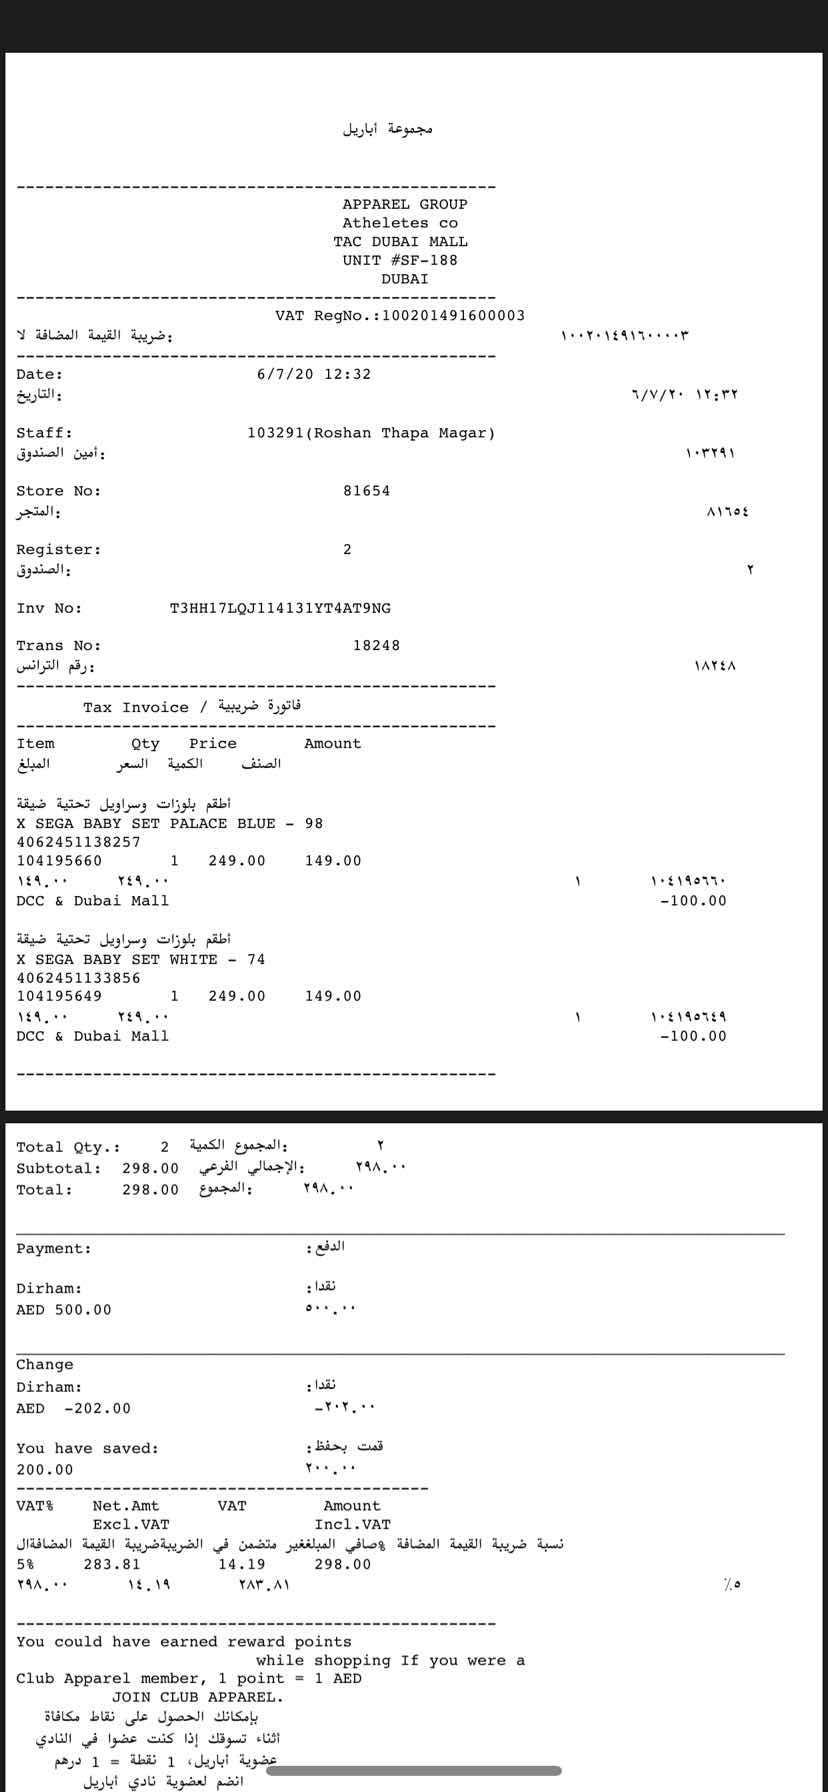 مجموعة أباريل
--------------------------------------------------
APPAREL GROUP
Atheletes co
TAC DUBAI MALL
UNIT #SF-188
DUBAI
--------------------------------------------------
VAT RegNo.:100201491600003
ضريبة القيمة المضافة لا: ١٠٠٢٠١٤٩١٦٠٠٠٠٣
--------------------------------------------------
Date: 6/7/20 12:32
التاريخ: ٦/٧/٢٠ ١٢:٣٢
Staff: 103291(Roshan Thapa Magar)
أمين الصندوق: ١٠٣٢٩١
Store No: 81654
المتجر: ٨١٦٥٤
Register: 2
الصندوق: ٢
Inv No: T3HH17LQJ114131YT4AT9NG
Trans No: 18248
رقم الترانس: ١٨٢٤٨
--------------------------------------------------
Tax Invoice / فاتورة ضريبية
--------------------------------------------------
Item Qty Price Amount
الصنف الكمية السعر المبلغ
أطقم بلوزات وسراويل تحتية ضيقة
X SEGA BABY SET PALACE BLUE - 98
4062451138257
104195660 1 249.00 149.00
١٤٩.٠٠ ٢٤٩.٠٠ ١ ١٠٤١٩٥٦٦٠
DCC & Dubai Mall -100.00
أطقم بلوزات وسراويل تحتية ضيقة
X SEGA BABY SET WHITE - 74
4062451133856
104195649 1 249.00 149.00
١٤٩.٠٠ ٢٤٩.٠٠ ١ ١٠٤١٩٥٦٤٩
DCC & Dubai Mall -100.00
--------------------------------------------------
Total Qty.: 2 المجموع الكمية: ٢
Subtotal: 298.00 الإجمالي الفرعي: ٢٩٨.٠٠
Total: 298.00 المجموع: ٢٩٨.٠٠
Payment: الدفع:
Dirham: نقدا:
AED 500.00 ٥٠٠.٠٠
Change
Dirham: نقدا:
AED -202.00 -٢٠٢.٠٠
You have saved: قمت بحفظ:
200.00 ٢٠٠.٠٠
-------------------------------------------
VAT% Net.Amt VAT Amount
Excl.VAT Incl.VAT
نسبة ضريبة القيمة المضافة %صافي المبلغغير متضمن في الضريبةضريبة القيمة المضافةال
5% 283.81 14.19 298.00
٢٩٨.٠٠ ١٤.١٩ ٢٨٣.٨١ ٪٥
--------------------------------------------------
You could have earned reward points
while shopping If you were a
Club Apparel member, 1 point = 1 AED
JOIN CLUB APPAREL.
بإمكانك الحصول على نقاط مكافاة
أثناء تسوقك إذا كنت عضوا في النادي
عضوية أباريل، 1 نقطة = 1 درهم
انضم لعضوية نادي أباريل